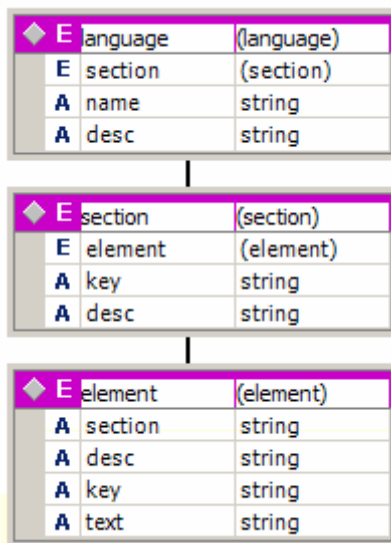 E language (language)
E section (section)
A name string
A desc string
E section (section)
E element (element)
A key string
A desc string
E element (element)
A section string
A desc string
A key string
A text string